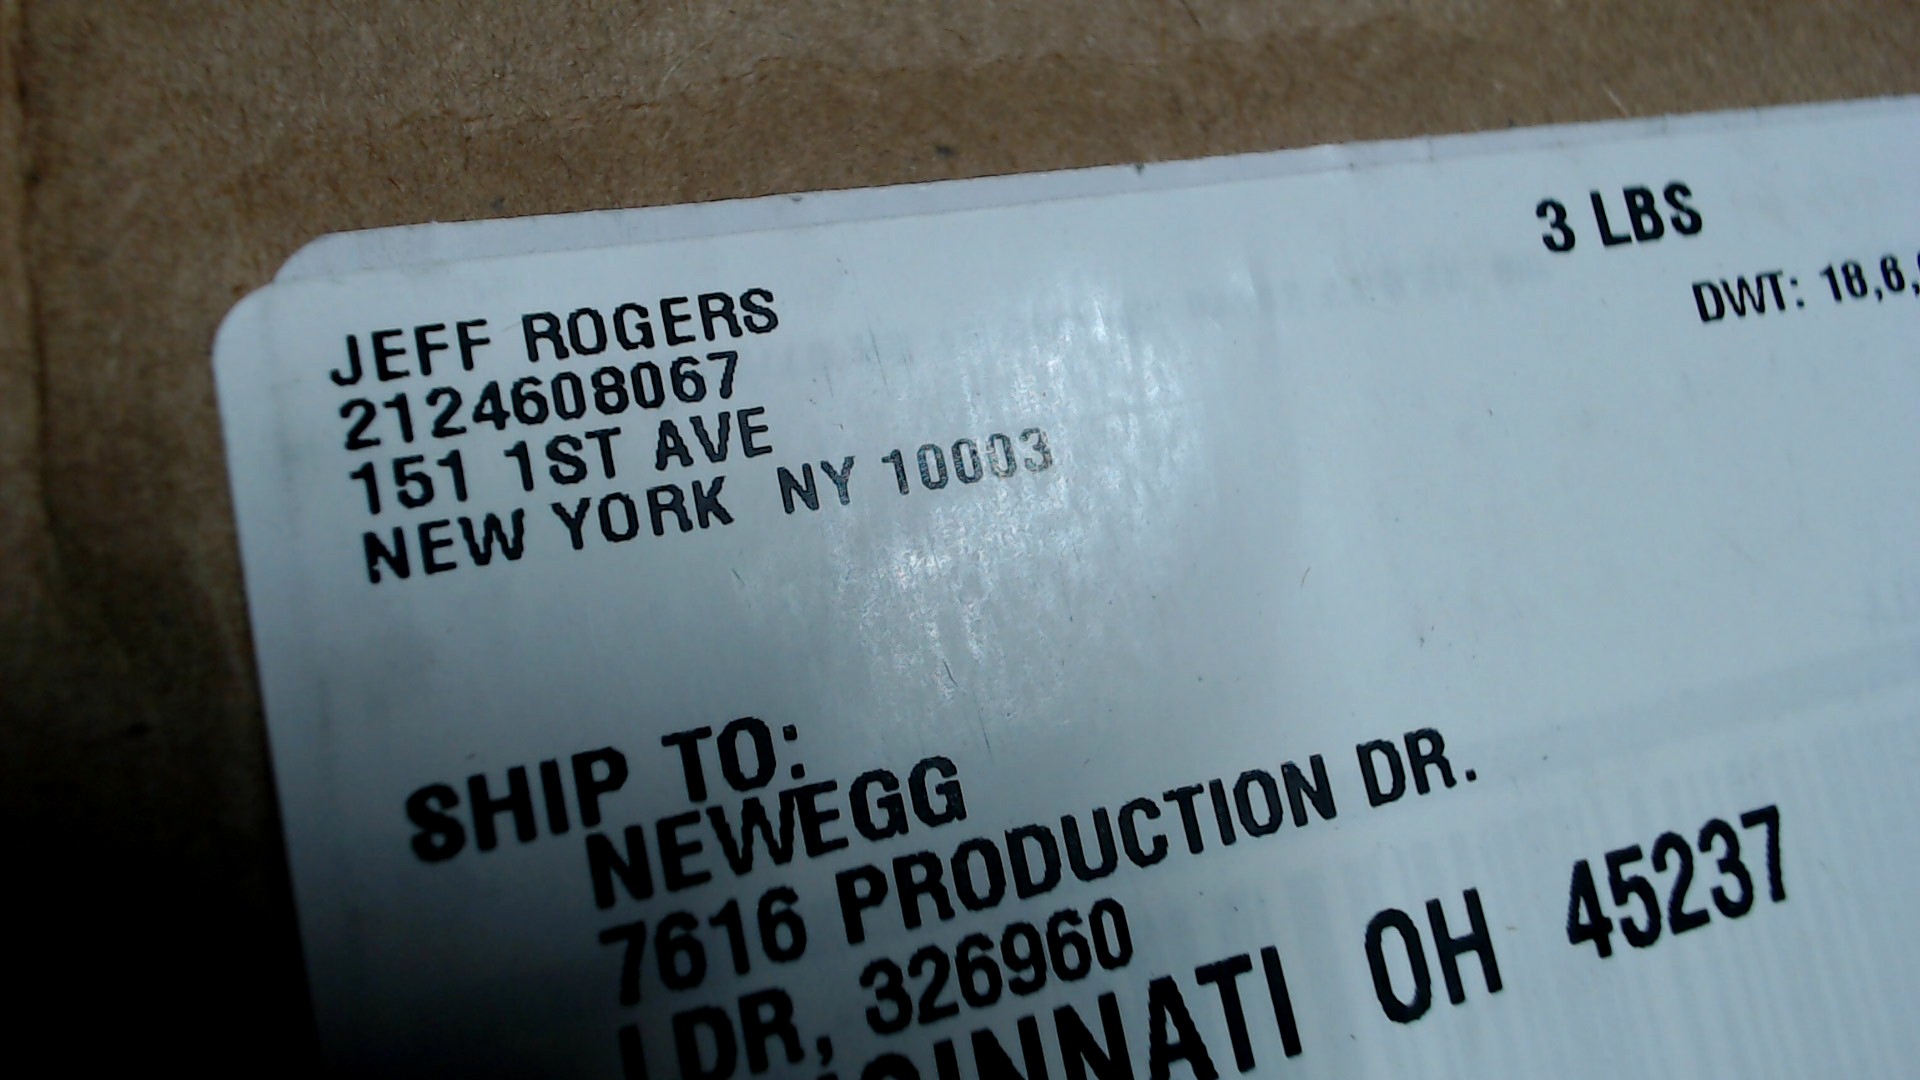 JEFF ROGERS
2124608067
151 1ST AVE
NEW YORK NY 10003
3 LBS
DWT: 18,6,
SHIP TO:
NEWEGG
7616 PRODUCTION DR.
326960
OH 45237